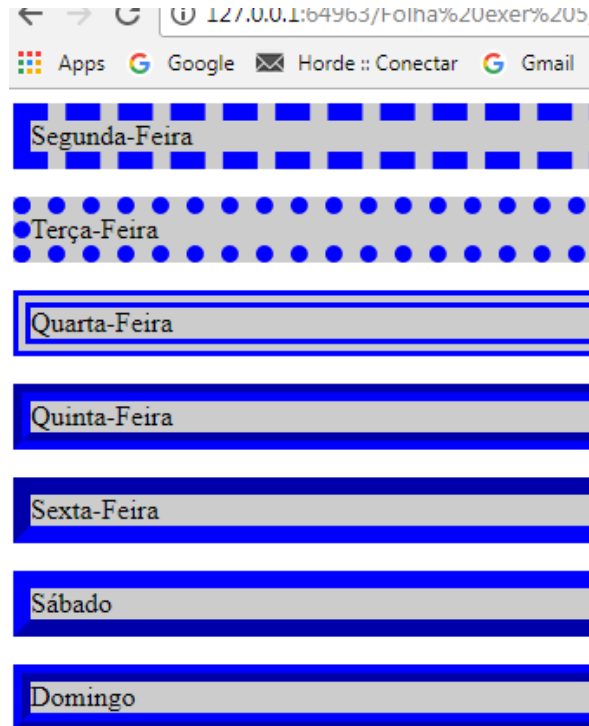 127.0.0.1:64963/Folha%20exer%205
Apps Google Horde :: Conectar Gmail
Segunda-Feira
Terça-Feira
Quarta-Feira
Quinta-Feira
Sexta-Feira
Sábado
Domingo